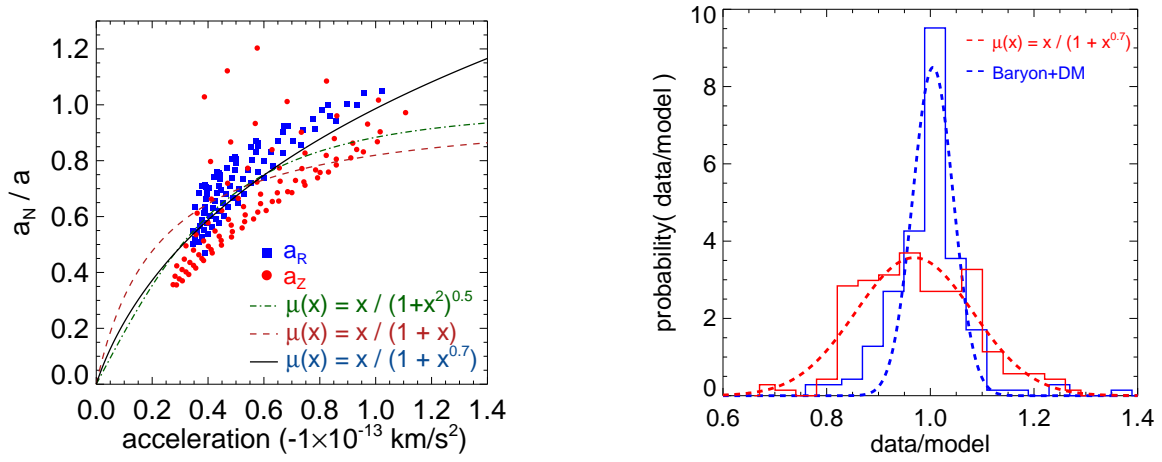 1.2
1.0
0.8
0.6
0.4
0.2
0.0
a_N / a
a_R
a_Z
μ(x) = x / (1+x²)^0.5
μ(x) = x / (1 + x)
μ(x) = x / (1 + x^0.7)
0.0 0.2 0.4 0.6 0.8 1.0 1.2 1.4
acceleration (-1×10⁻¹³ km/s²)
10
8
6
4
2
0
probability( data/model)
μ(x) = x / (1 + x^0.7)
Baryon+DM
0.6 0.8 1.0 1.2 1.4
data/model